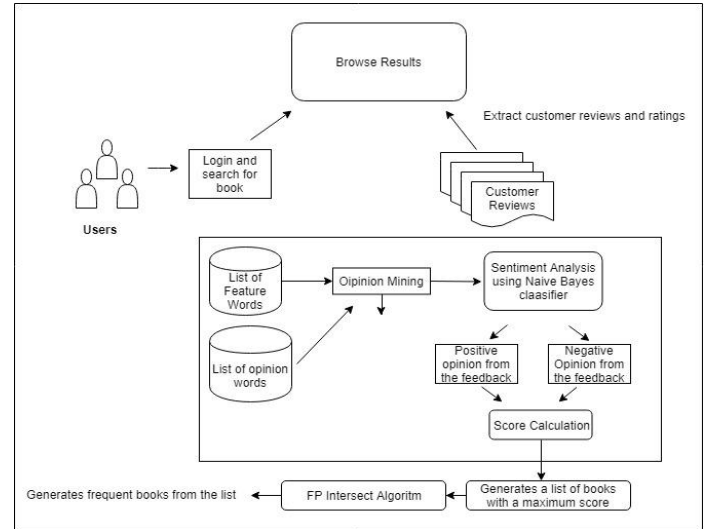 Browse Results
Extract customer reviews and ratings
Login and
search for
book
Customer
Reviews
Users
List of
Feature
Words
Oipinion Mining
Sentiment Analysis
using Naive Bayes
claasifier
List of opinion
words
Positive
opinion from
the feedback
Negative
Opinion from
the feedback
Score Calculation
Generates frequent books from the list
FP Intersect Algoritm
Generates a list of books
with a maximum score